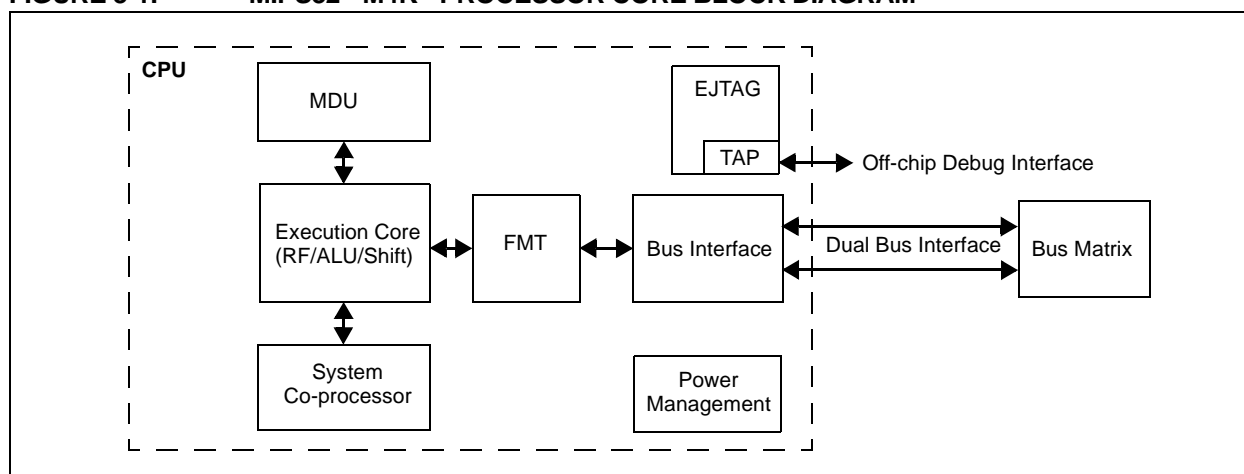 CPU
MDU
EJTAG
TAP
Off-chip Debug Interface
Execution Core
(RF/ALU/Shift)
FMT
Bus Interface
Dual Bus Interface
Bus Matrix
System
Co-processor
Power
Management